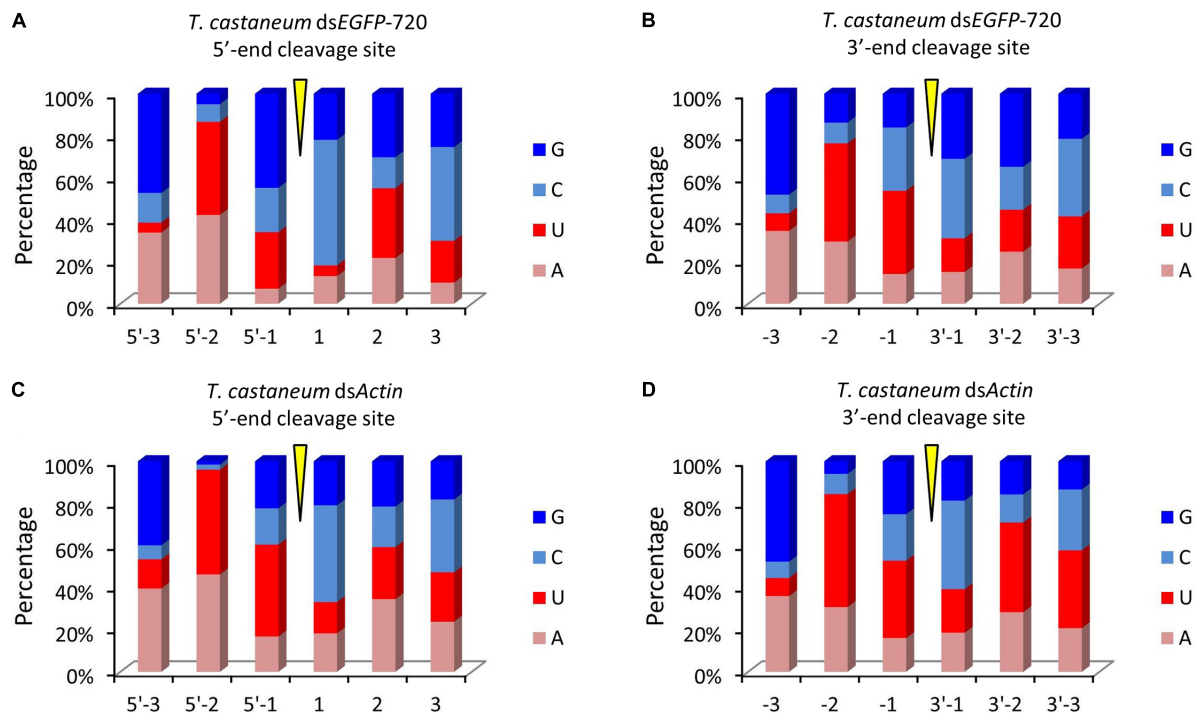 A
T. castaneum dsEGFP-720
5’-end cleavage site
100%
80%
60%
40%
20%
0%
Percentage
5'-3 5'-2 5'-1 1 2 3
G
C
U
A
B
T. castaneum dsEGFP-720
3’-end cleavage site
100%
80%
60%
40%
20%
0%
Percentage
-3 -2 -1 3'-1 3'-2 3'-3
G
C
U
A
C
T. castaneum dsActin
5’-end cleavage site
100%
80%
60%
40%
20%
0%
Percentage
5'-3 5'-2 5'-1 1 2 3
G
C
U
A
D
T. castaneum dsActin
3’-end cleavage site
100%
80%
60%
40%
20%
0%
Percentage
-3 -2 -1 3'-1 3'-2 3'-3
G
C
U
A